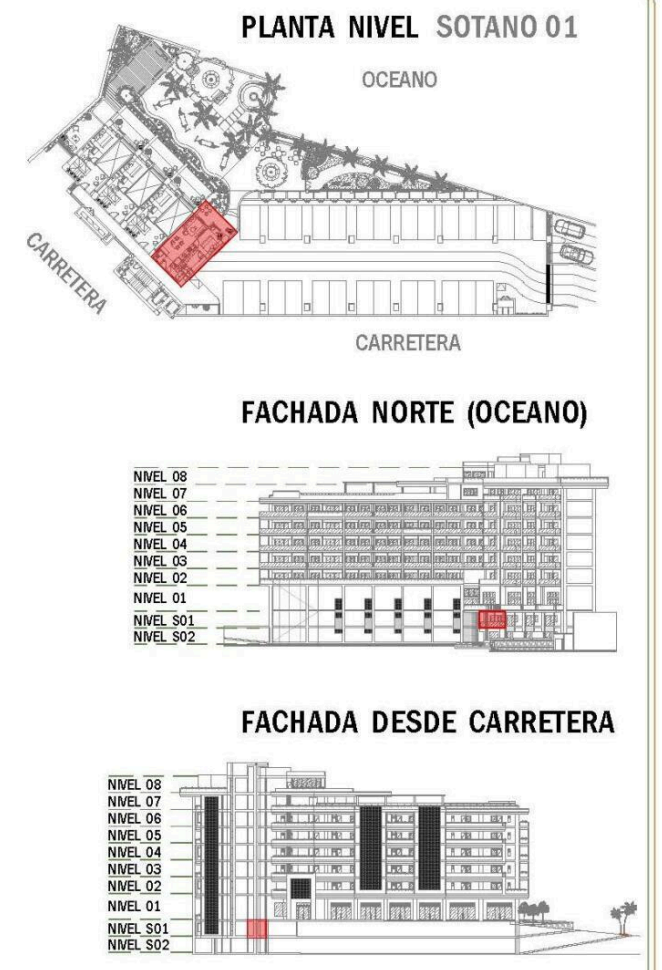 PLANTA NIVEL SOTANO 01
OCEANO
CARRETERA
CARRETERA
FACHADA NORTE (OCEANO)
NIVEL 08
NIVEL 07
NIVEL 06
NIVEL 05
NIVEL 04
NIVEL 03
NIVEL 02
NIVEL 01
NIVEL S01
NIVEL S02
FACHADA DESDE CARRETERA
NIVEL 08
NIVEL 07
NIVEL 06
NIVEL 05
NIVEL 04
NIVEL 03
NIVEL 02
NIVEL 01
NIVEL S01
NIVEL S02